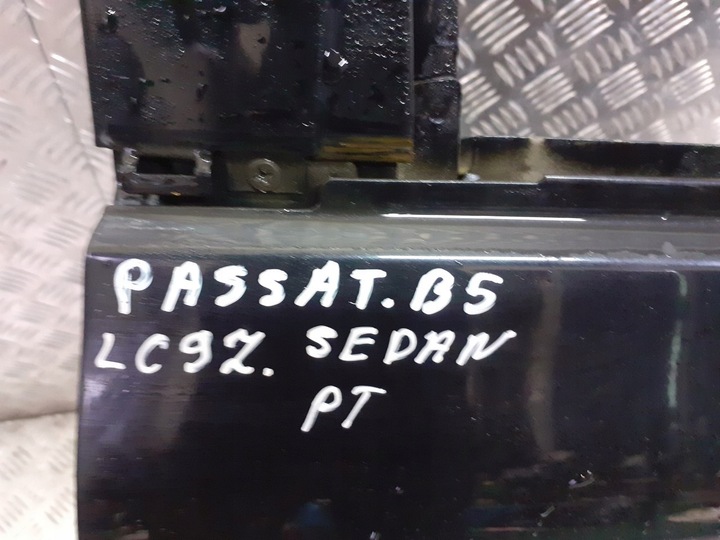 PASSAT. B5
LC9Z. SEDAN
PT